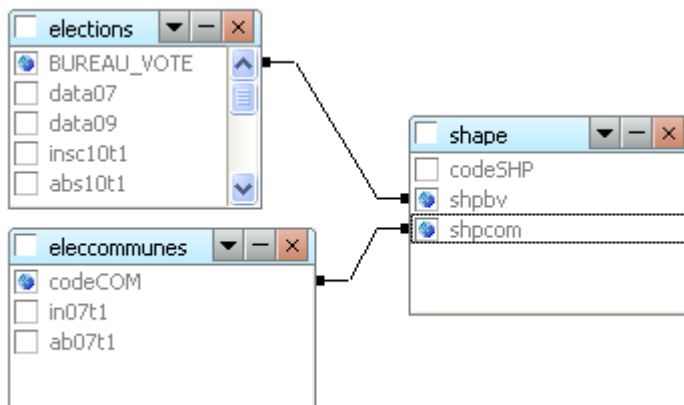 elections
BUREAU_VOTE
data07
data09
insc10t1
abs10t1
shape
codeSHP
shpbv
shpcom
eleccommunes
codeCOM
in07t1
ab07t1